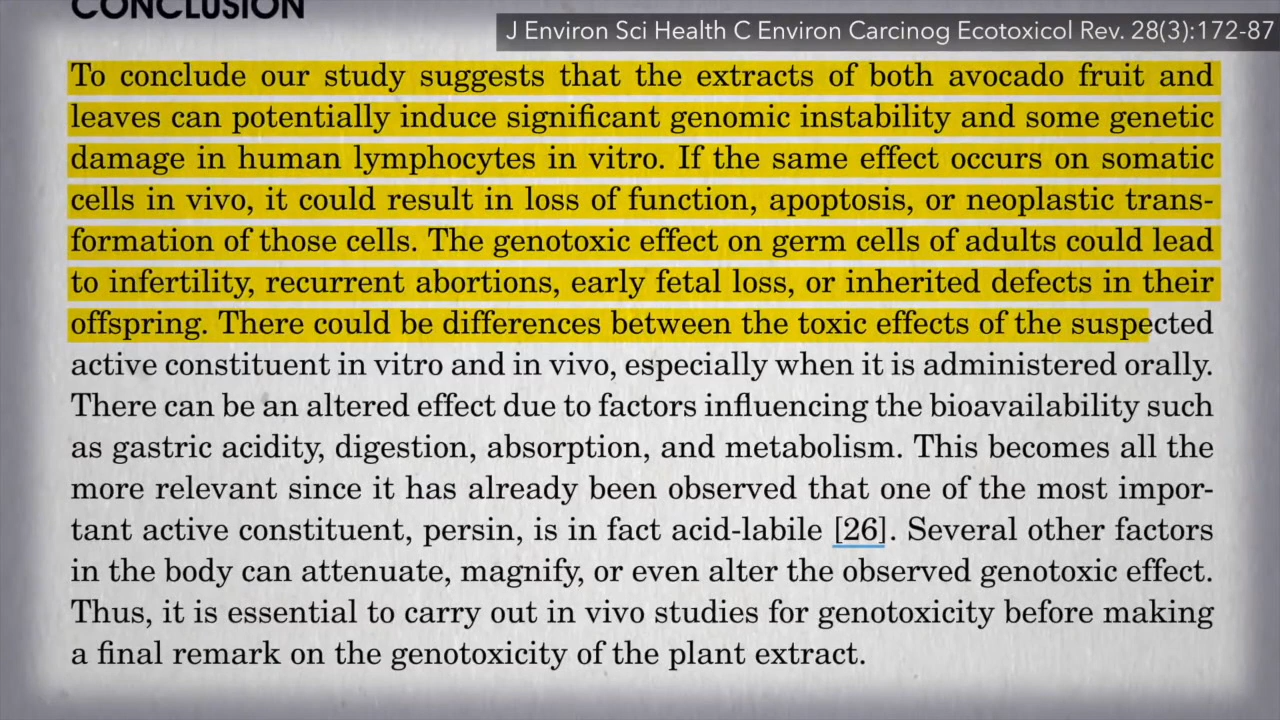 CONCLUSION
J Environ Sci Health C Environ Carcinog Ecotoxicol Rev. 28(3):172-87
To conclude our study suggests that the extracts of both avocado fruit and
leaves can potentially induce significant genomic instability and some genetic
damage in human lymphocytes in vitro. If the same effect occurs on somatic
cells in vivo, it could result in loss of function, apoptosis, or neoplastic trans-
formation of those cells. The genotoxic effect on germ cells of adults could lead
to infertility, recurrent abortions, early fetal loss, or inherited defects in their
offspring. There could be differences between the toxic effects of the suspected
active constituent in vitro and in vivo, especially when it is administered orally.
There can be an altered effect due to factors influencing the bioavailability such
as gastric acidity, digestion, absorption, and metabolism. This becomes all the
more relevant since it has already been observed that one of the most impor-
tant active constituent, persin, is in fact acid-labile [26]. Several other factors
in the body can attenuate, magnify, or even alter the observed genotoxic effect.
Thus, it is essential to carry out in vivo studies for genotoxicity before making
a final remark on the genotoxicity of the plant extract.